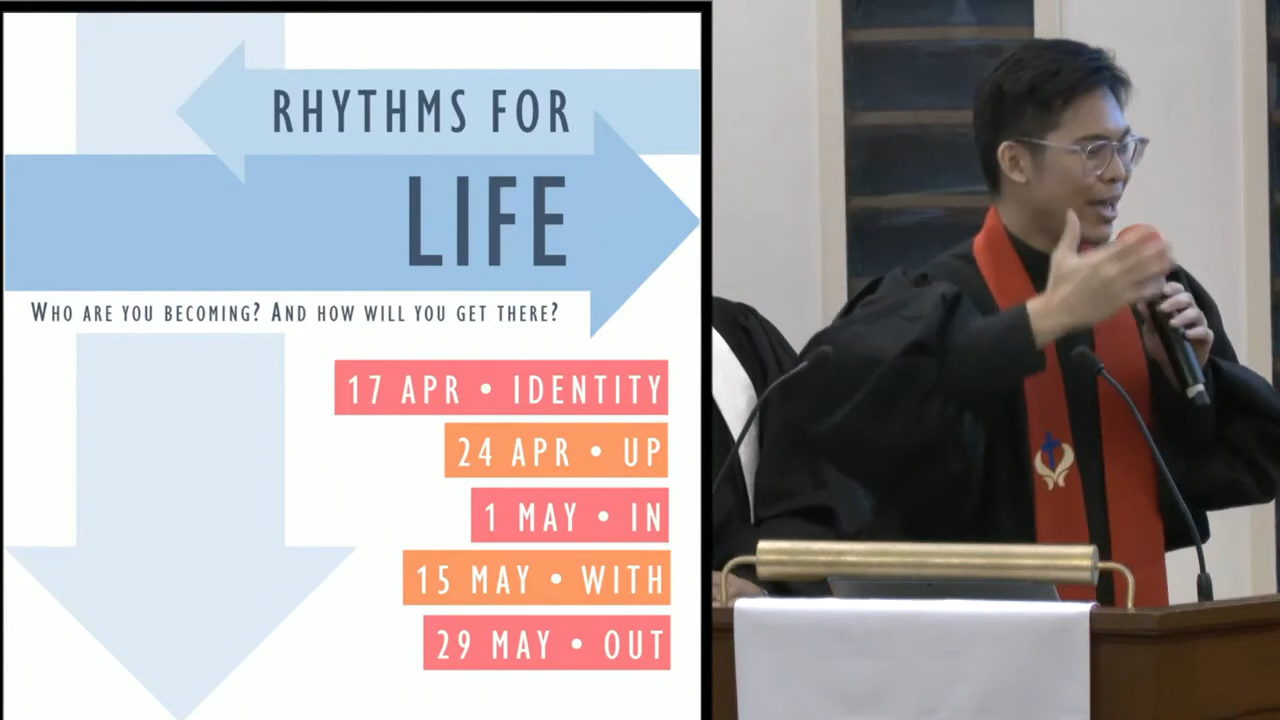 RHYTHMS FOR
LIFE
WHO ARE YOU BECOMING? AND HOW WILL YOU GET THERE?
17 APR • IDENTITY
24 APR • UP
1 MAY • IN
15 MAY • WITH
29 MAY • OUT